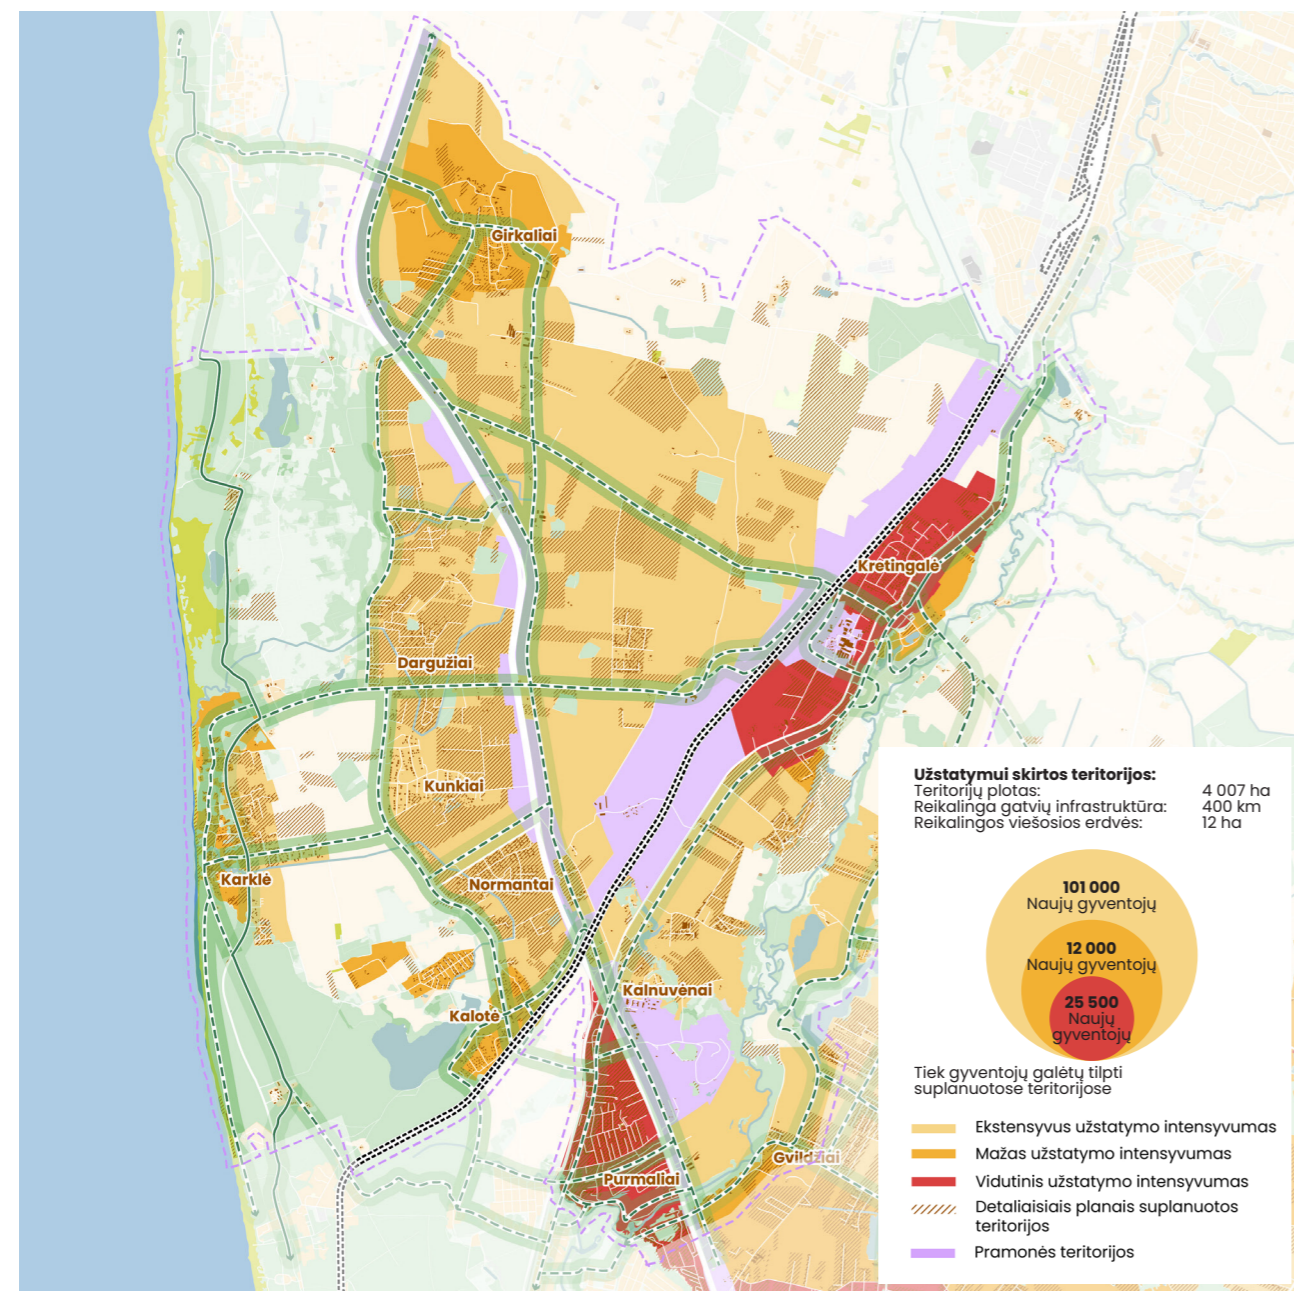 Girkaliai
Kretingalė
Dargužiai
Kunkiai
Karklė
Normantai
Kalnuvėnai
Kalotė
Gvildžiai
Purmaliai
Užstatymui skirtos teritorijos:
Teritorijų plotas: 4 007 ha
Reikalinga gatvių infrastruktūra: 400 km
Reikalingos viešosios erdvės: 12 ha
101 000
Naujų gyventojų
12 000
Naujų gyventojų
25 500
Naujų
gyventojų
Tiek gyventojų galėtų tilpti
suplanuotose teritorijose
Ekstensyvus užstatymo intensyvumas
Mažas užstatymo intensyvumas
Vidutinis užstatymo intensyvumas
Detaliaisiais planais suplanuotos
teritorijos
Pramonės teritorijos